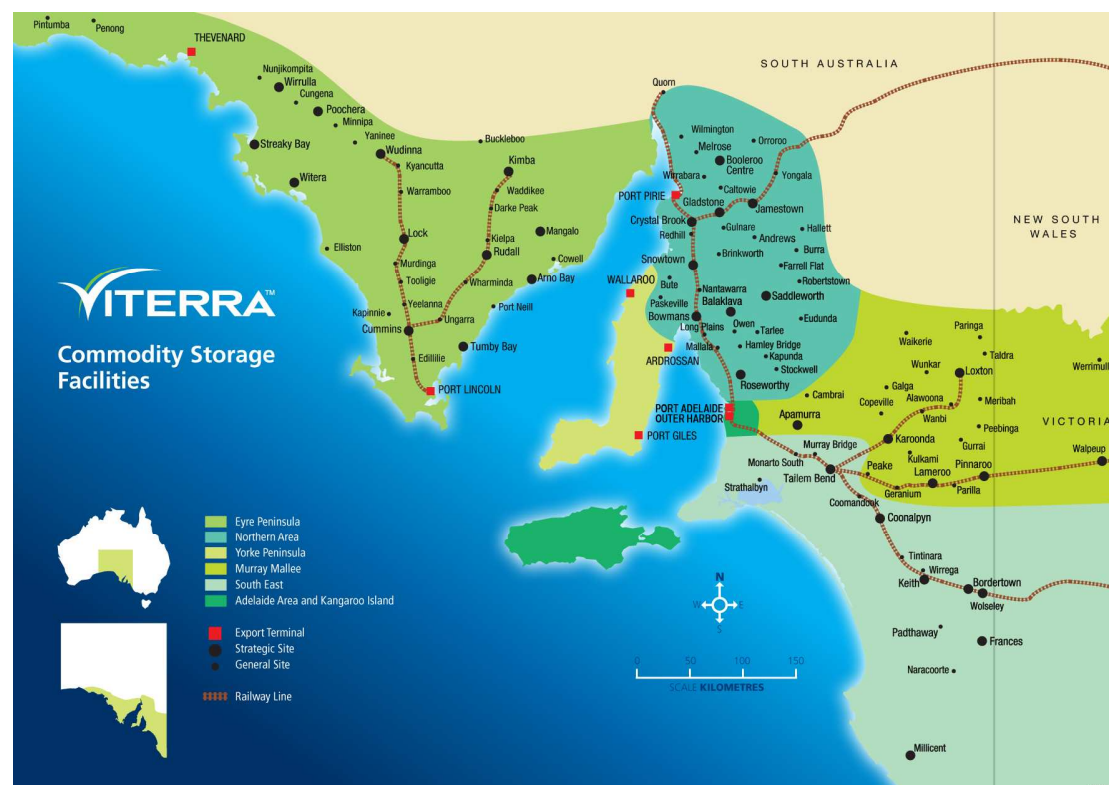 Pintumba
Penong
THEVENARD
Nunjikompita
Wirrulla
Cungena
Poochera
Minnipa
Yaninee
Streaky Bay
Wudinna
Kyancutta
Witera
Warramboo
Buckleboo
Kimba
Waddikee
Darke Peak
Lock
Kielpa
Mangalo
Elliston
Rudall
Murdinga
Cowell
Tooligie
Wharminda
Arno Bay
Kapinnie
Yeelanna
Port Neill
Cummins
Ungarra
Edillilie
Tumby Bay
PORT LINCOLN
SOUTH AUSTRALIA
NEW SOUTH
WALES
VICTORIA
Quorn
Wilmington
Orroroo
Melrose
Booleroo
Centre
Wirrabara
Yongala
PORT PIRIE
Caltowie
Gladstone
Jamestown
Crystal Brook
Redhill
Gulnare
Andrews
Hallett
Burra
Snowtown
Brinkworth
Farrell Flat
WALLAROO
Bute
Robertstown
Nantawarra
Paskeville
Balaklava
Saddleworth
Bowmans
Owen
Eudunda
Long Plains
Tarlee
Mallala
Hamley Bridge
ARDROSSAN
Kapunda
Stockwell
Roseworthy
PORT ADELAIDE
OUTER HARBOR
PORT GILES
Cambrai
Apamurra
Waikerie
Paringa
Taldra
Wunkar
Loxton
Werrimull
Galga
Copeville
Alawoona
Meribah
Wanbi
Peebinga
Karoonda
Gurrai
Walpeup
Murray Bridge
Monarto South
Kulkami
Peake
Lameroo
Pinnaroo
Tailem Bend
Strathalbyn
Geranium
Parilla
Coomandook
Coonalpyn
Tintinara
Wirrega
Keith
Bordertown
Wolseley
Padthaway
Frances
Naracoorte
Millicent
VITERRA™
Commodity Storage
Facilities
Eyre Peninsula
Northern Area
Yorke Peninsula
Murray Mallee
South East
Adelaide Area and Kangaroo Island
Export Terminal
Strategic Site
General Site
Railway Line
N
W E
S
0 50 100 150
SCALE KILOMETRES